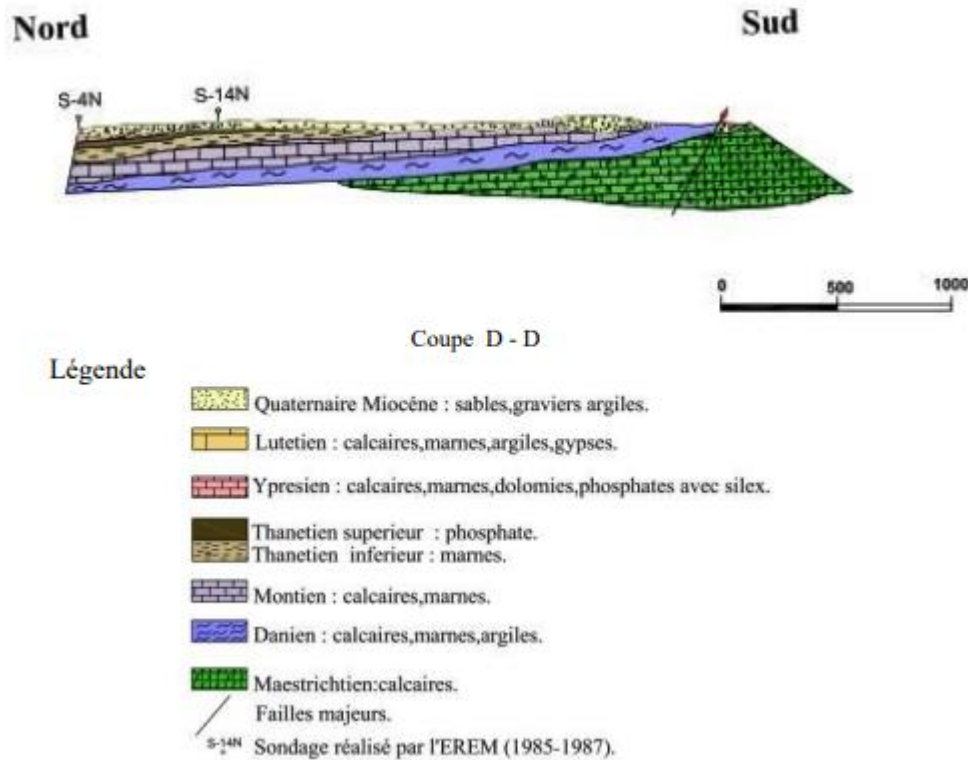 Nord Sud
S-4N S-14N
0 500 1000
Coupe D - D
Légende
Quaternaire Miocéne : sables,graviers argiles.
Lutetien : calcaires,marnes,argiles,gypses.
Ypresien : calcaires,marnes,dolomies,phosphates avec silex.
Thanetien superieur : phosphate.
Thanetien inferieur : marnes.
Montien : calcaires,marnes.
Danien : calcaires,marnes,argiles.
Maestrichtien:calcaires.
Failles majeurs.
S-14N Sondage réalisé par l'EREM (1985-1987).